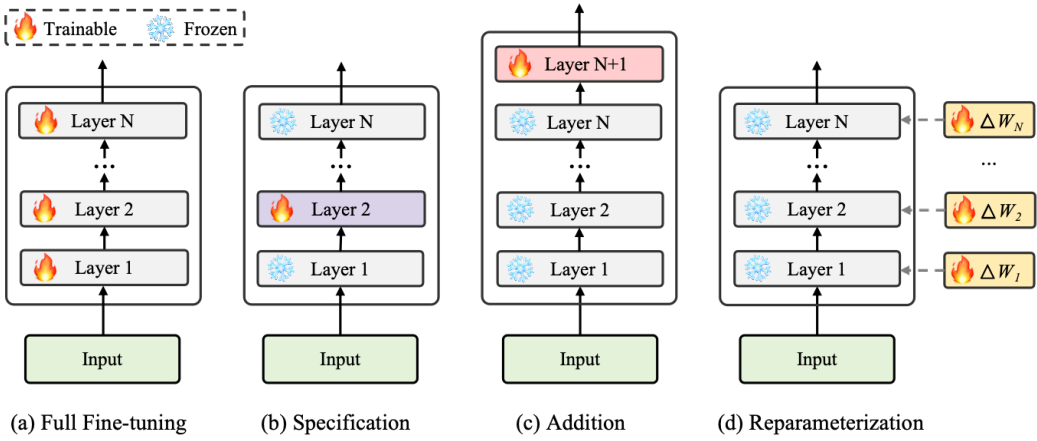 Trainable
Frozen
Layer N
...
Layer 2
Layer 1
Input
(a) Full Fine-tuning
Layer N
...
Layer 2
Layer 1
Input
(b) Specification
Layer N+1
Layer N
...
Layer 2
Layer 1
Input
(c) Addition
Layer N
...
Layer 2
Layer 1
Input
ΔW_N
...
ΔW_2
ΔW_1
(d) Reparameterization